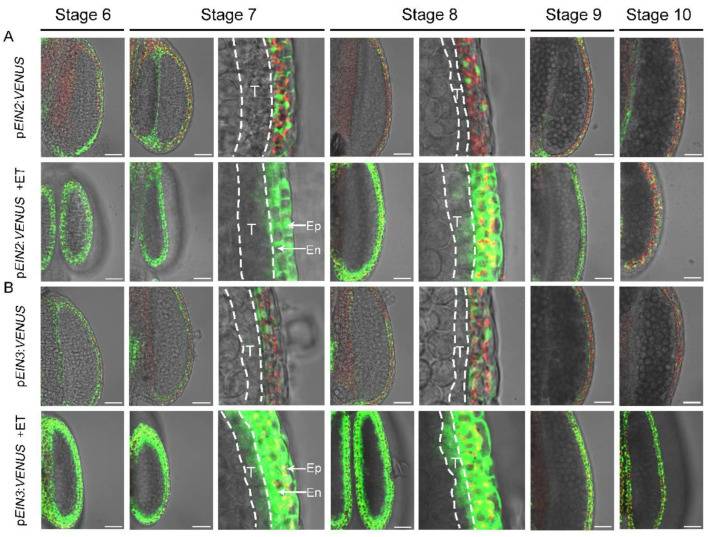 Stage 6 Stage 7 Stage 8 Stage 9 Stage 10
A
pEIN2:VENUS
T
T
pEIN2:VENUS +ET
T
Ep
En
T
B
pEIN3:VENUS
T
T
pEIN3:VENUS +ET
T
Ep
En
T